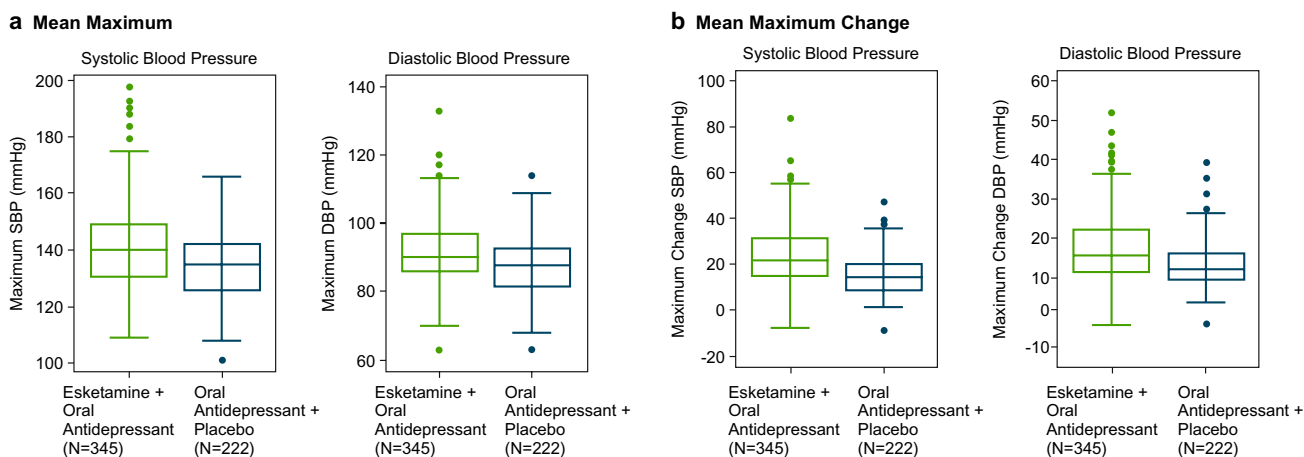 a Mean Maximum
Systolic Blood Pressure
Maximum SBP (mmHg)
200
180
160
140
120
100
Esketamine +
Oral
Antidepressant
(N=345)
Oral
Antidepressant +
Placebo
(N=222)
Diastolic Blood Pressure
Maximum DBP (mmHg)
140
120
100
80
60
Esketamine +
Oral
Antidepressant
(N=345)
Oral
Antidepressant +
Placebo
(N=222)
b Mean Maximum Change
Systolic Blood Pressure
Maximum Change SBP (mmHg)
100
80
60
40
20
0
-20
Esketamine +
Oral
Antidepressant
(N=345)
Oral
Antidepressant +
Placebo
(N=222)
Diastolic Blood Pressure
Maximum Change DBP (mmHg)
60
50
40
30
20
10
0
-10
Esketamine +
Oral
Antidepressant
(N=345)
Oral
Antidepressant +
Placebo
(N=222)